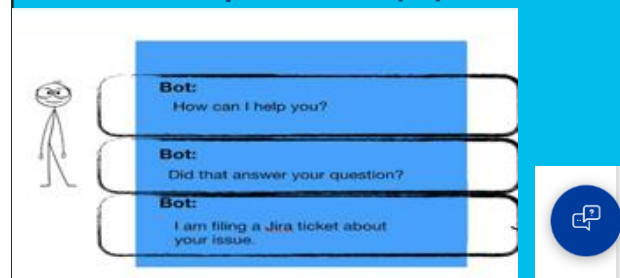 Bot:
How can I help you?
Bot:
Did that answer your question?
Bot:
I am filing a Jira ticket about
your issue.